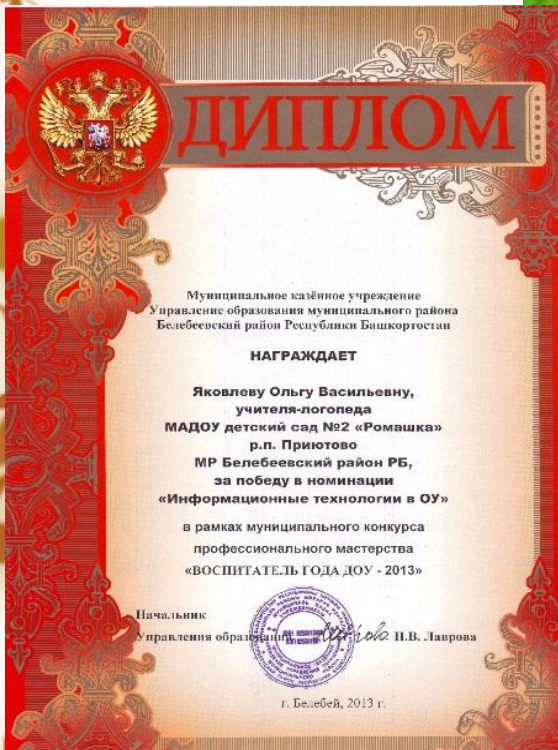 ДИПЛОМ
Муниципальное казённое учреждение
Управление образования муниципального района
Белебеевский район Республики Башкортостан
НАГРАЖДАЕТ
Яковлеву Ольгу Васильевну,
учителя-логопеда
МАДОУ детский сад №2 «Ромашка»
р.п. Приютово
МР Белебеевский район РБ,
за победу в номинации
«Информационные технологии в ОУ»
в рамках муниципального конкурса
профессионального мастерства
«ВОСПИТАТЕЛЬ ГОДА ДОУ - 2013»
Начальник
Управления образования Н.В. Лаврова
г. Белебей, 2013 г.